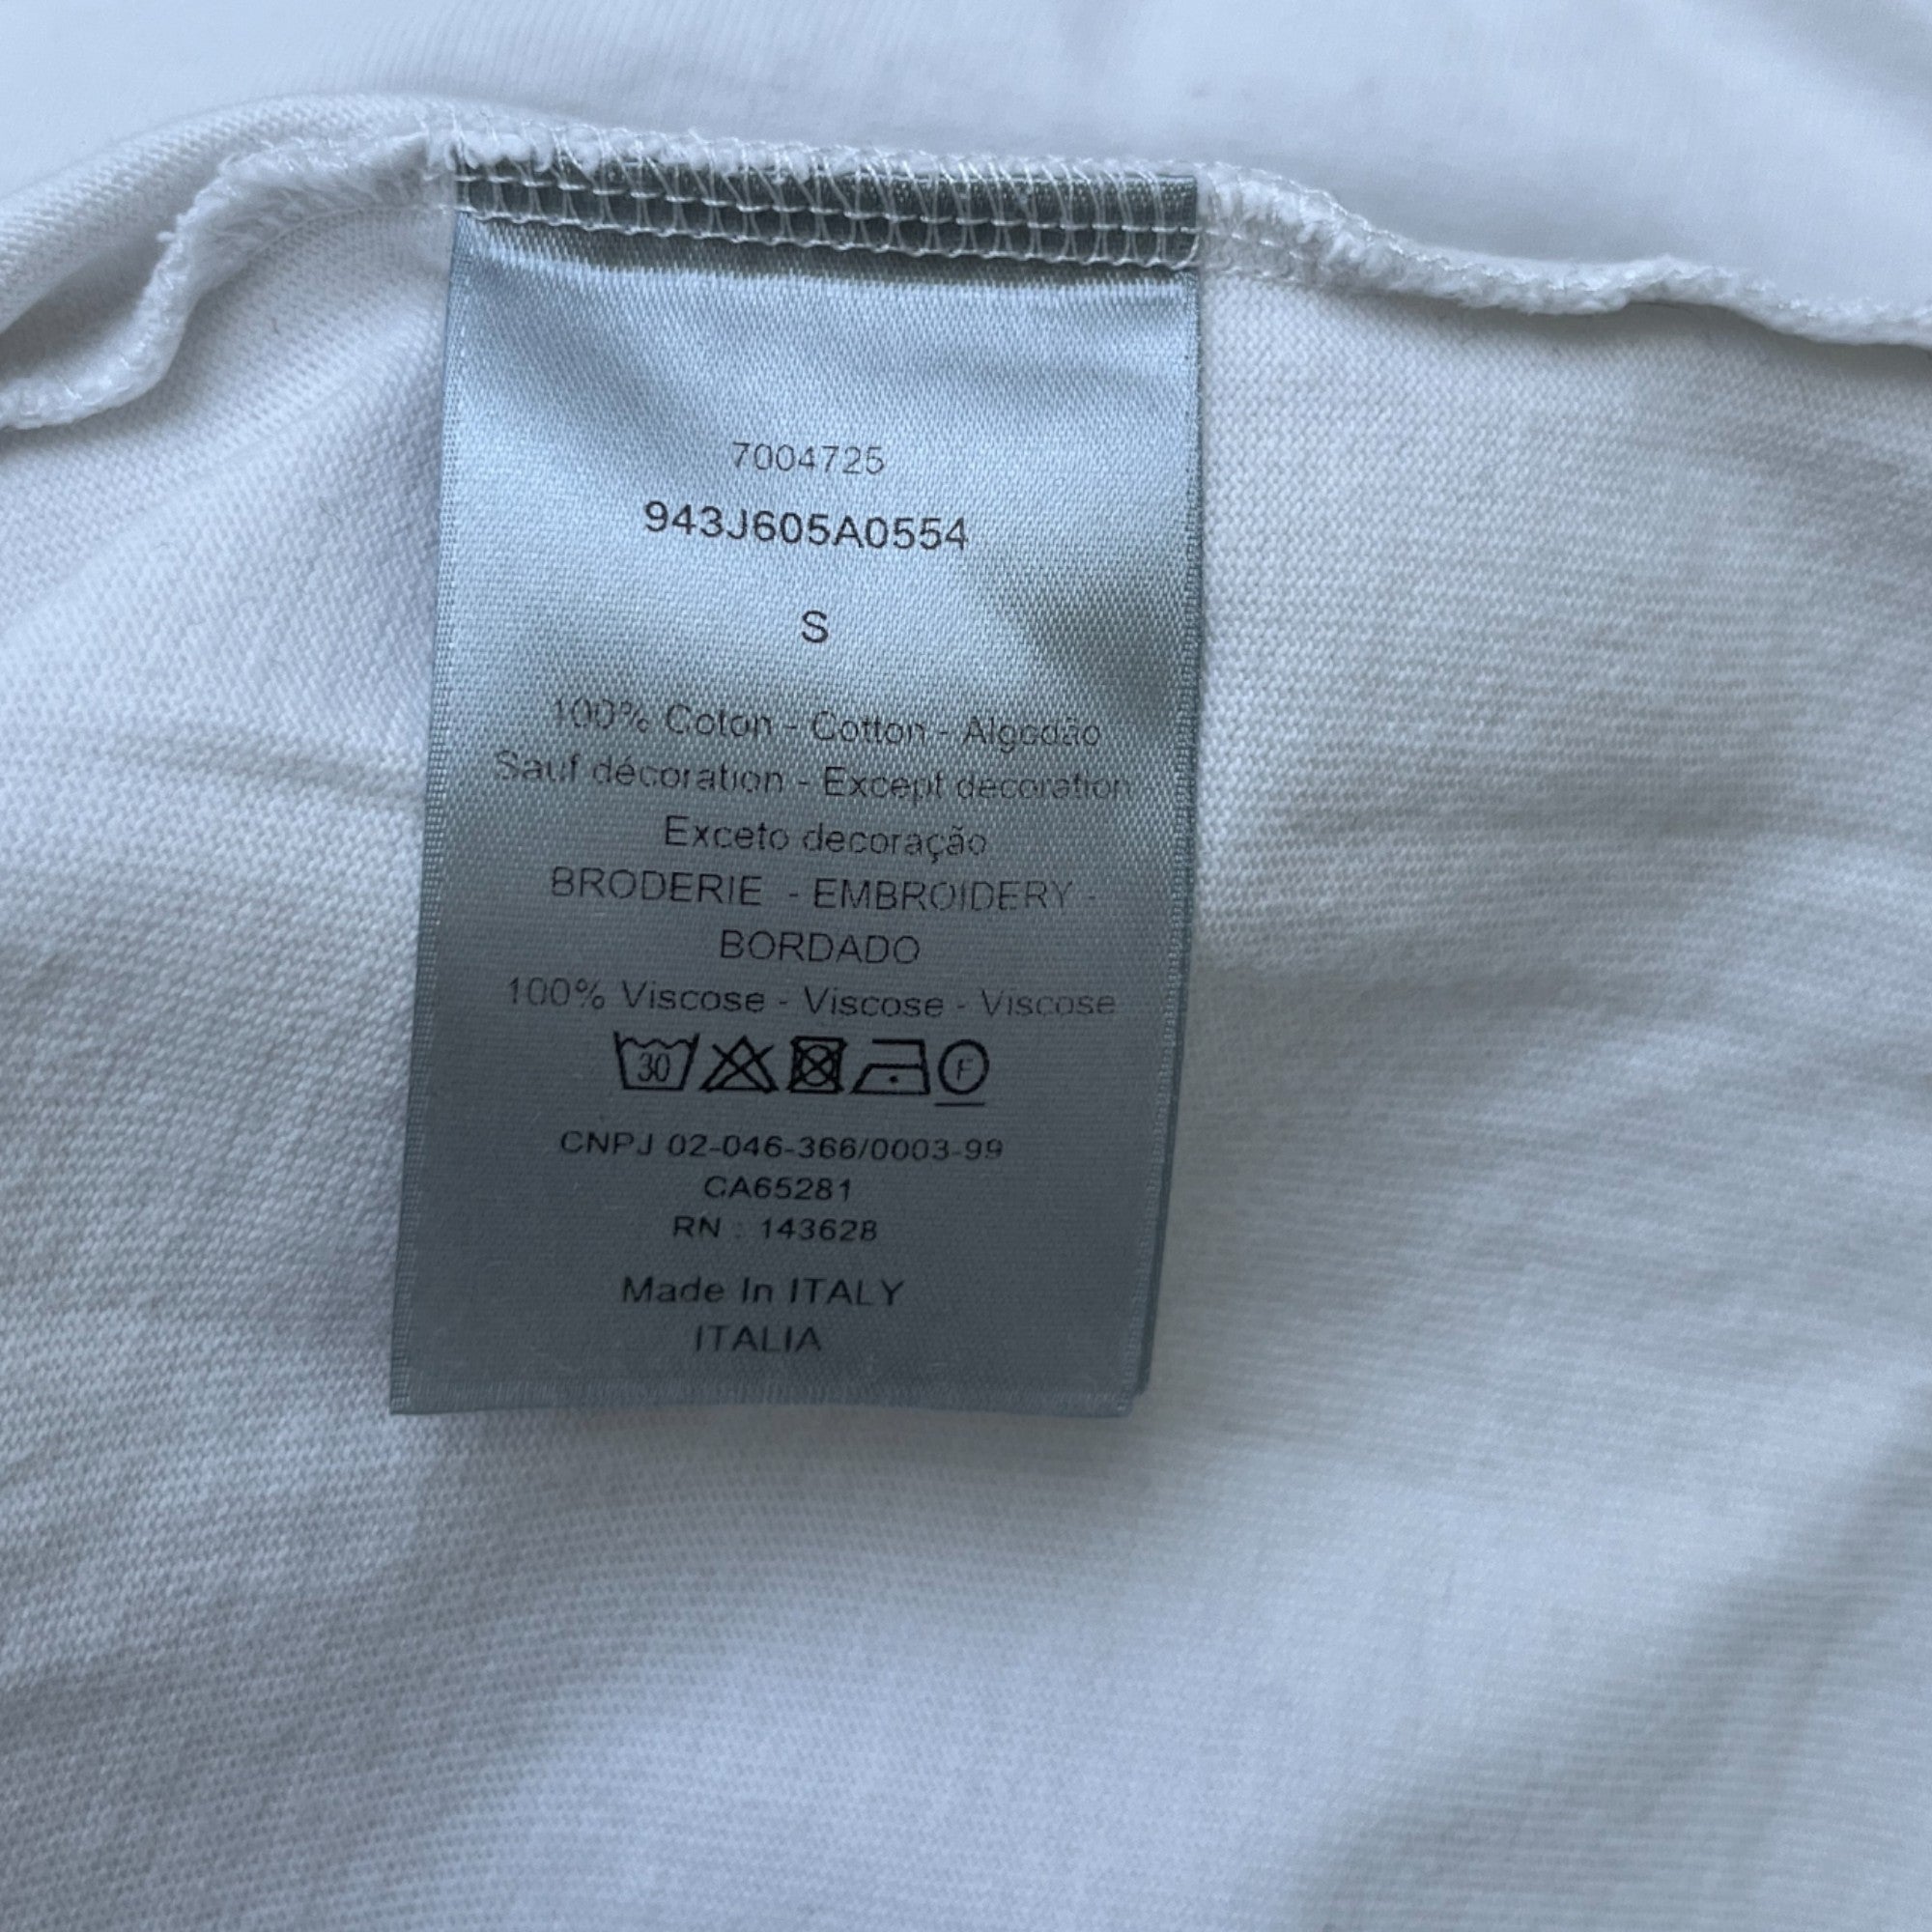 7004725
943J605A0554
S
100% Coton - Cotton - Algodão
Sauf décoration - Except decoration
Exceto decoração
BRODERIE - EMBROIDERY -
BORDADO
100% Viscose - Viscose - Viscose
30 F
CNPJ 02-046-366/0003-99
CA65281
RN : 143628
Made In ITALY
ITALIA